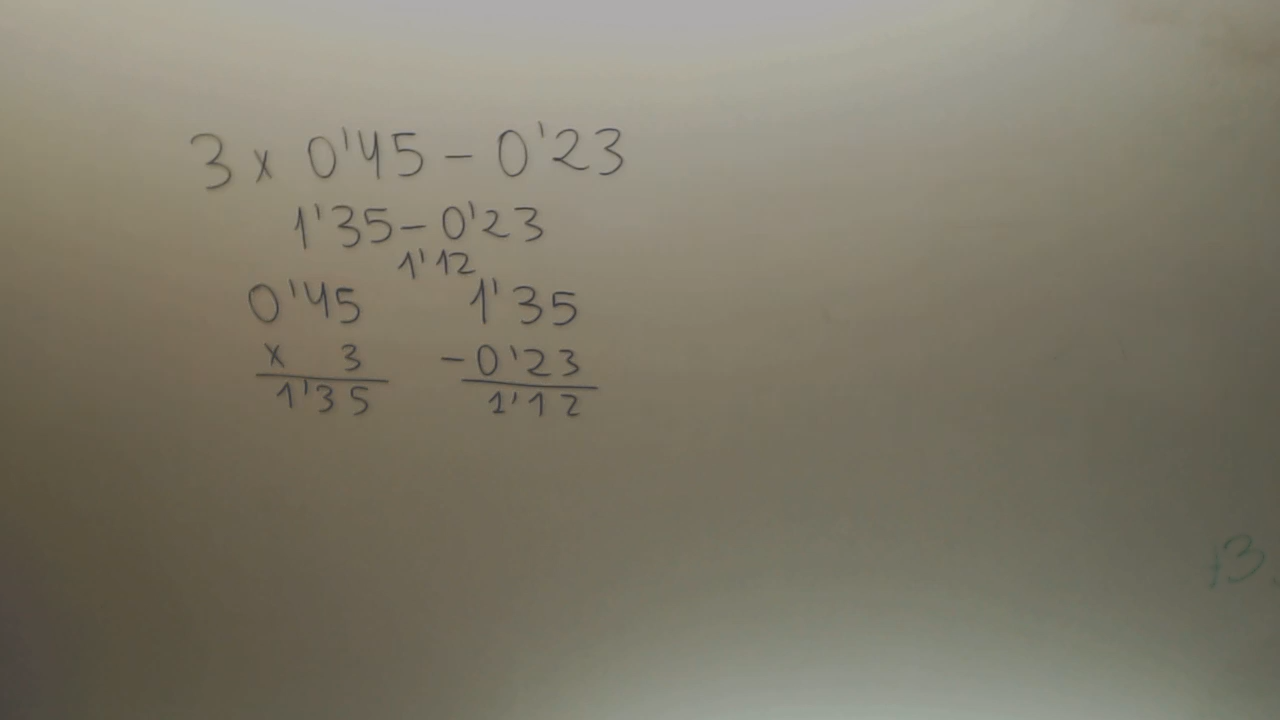 3 x 0'45 - 0'23
1'35 - 0'23
1'12
0'45 1'35
x 3 - 0'23
1'35 1'12